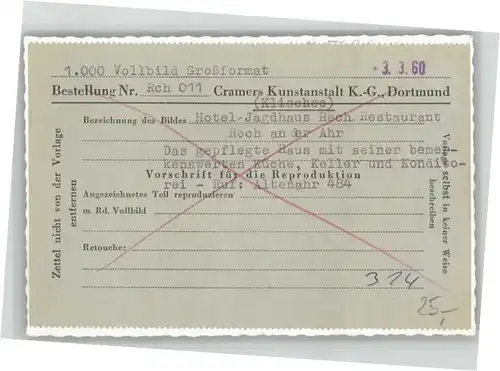 1.000 Vollbild Großformat
- 3. 3. 60
Bestellung Nr. Rch 011 Cramers Kunstanstalt K.-G., Dortmund
(Klischee)
Bezeichnung des Bildes Hotel-Jagdhaus Rech Restaurant
Rech an der Ahr
Das gepflegte Haus mit seiner bemer-
kenswerten Küche, Keller und Kondito-
Vorschrift für die Reproduktion
rei - Ruf: Altenahr 484
Angezeichnetes Teil reproduzieren
m. Rd. Vollbild
Retouche:
314
25,-
Zettel nicht von der Vorlage
entfernen
Vorlage selbst in keiner Weise
beschreiben